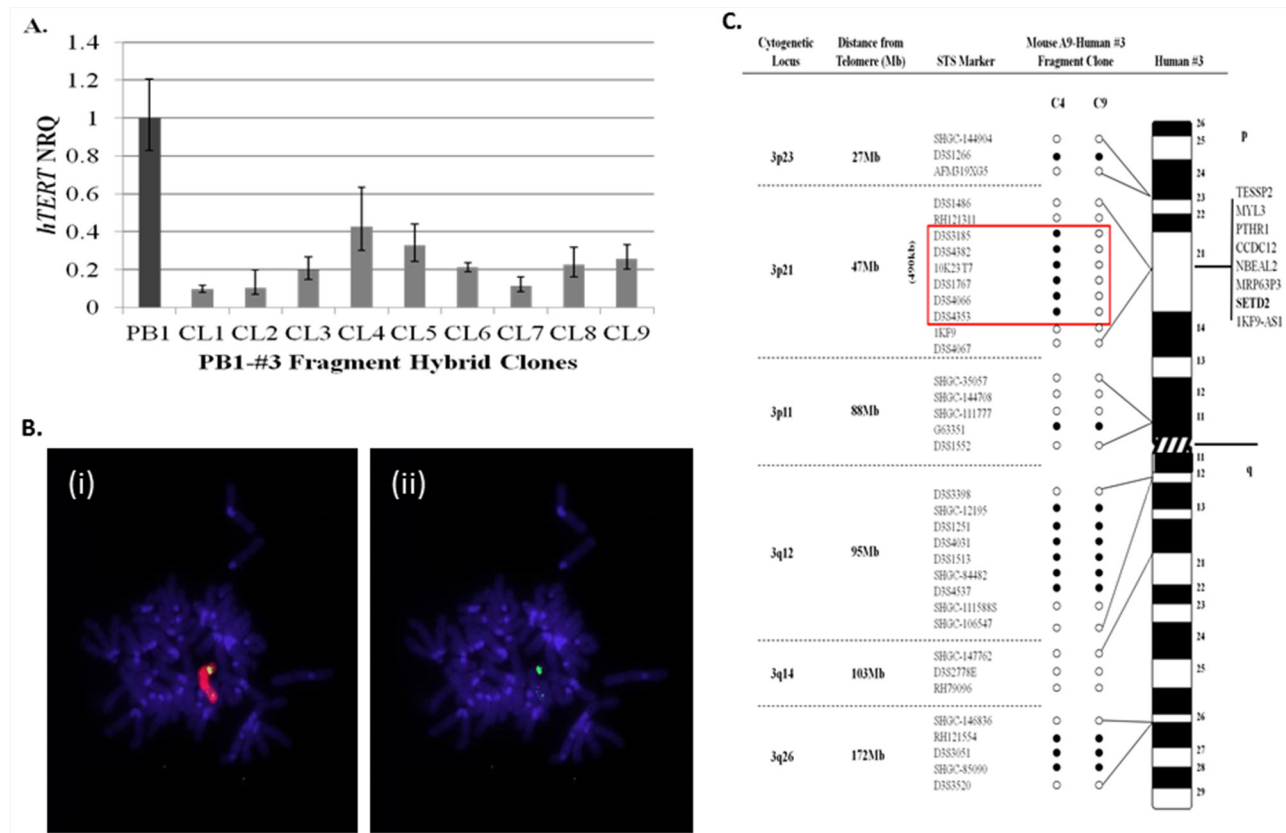 A.
1.4
1.2
1
0.8
0.6
0.4
0.2
0
hTERT NRQ
PB1 CL1 CL2 CL3 CL4 CL5 CL6 CL7 CL8 CL9
PB1-#3 Fragment Hybrid Clones
B.
(i)
(ii)
C.
Cytogenetic Locus
Distance from Telomere (Mb)
STS Marker
Mouse A9-Human #3 Fragment Clone
Human #3
C4 C9
3p23 27Mb
SHGC-144904
D3S1266
AFM319XG5
3p21 47Mb
(490kb)
D3S1486
RH121311
D3S3185
D3S4382
10K23T7
D3S1767
D3S4066
D3S4353
1KF9
D3S4067
3p11 88Mb
SHGC-35057
SHGC-144708
SHGC-111777
G63351
D3S1552
3q12 95Mb
D3S3398
SHGC-12195
D3S1251
D3S4031
D3S1513
SHGC-84482
D3S4537
SHGC-111588S
SHGC-106547
3q14 103Mb
SHGC-147762
D3S2778E
RH79096
3q26 172Mb
SHGC-146836
RH121554
D3S3051
SHGC-85090
D3S3520
26
25
p
24
23
22
21
14
13
12
11
11
q
12
13
21
22
23
24
25
26
27
28
29
TESSP2
MYL3
PTHR1
CCDC12
NBEAL2
MRP63P3
SETD2
1KF9-AS1